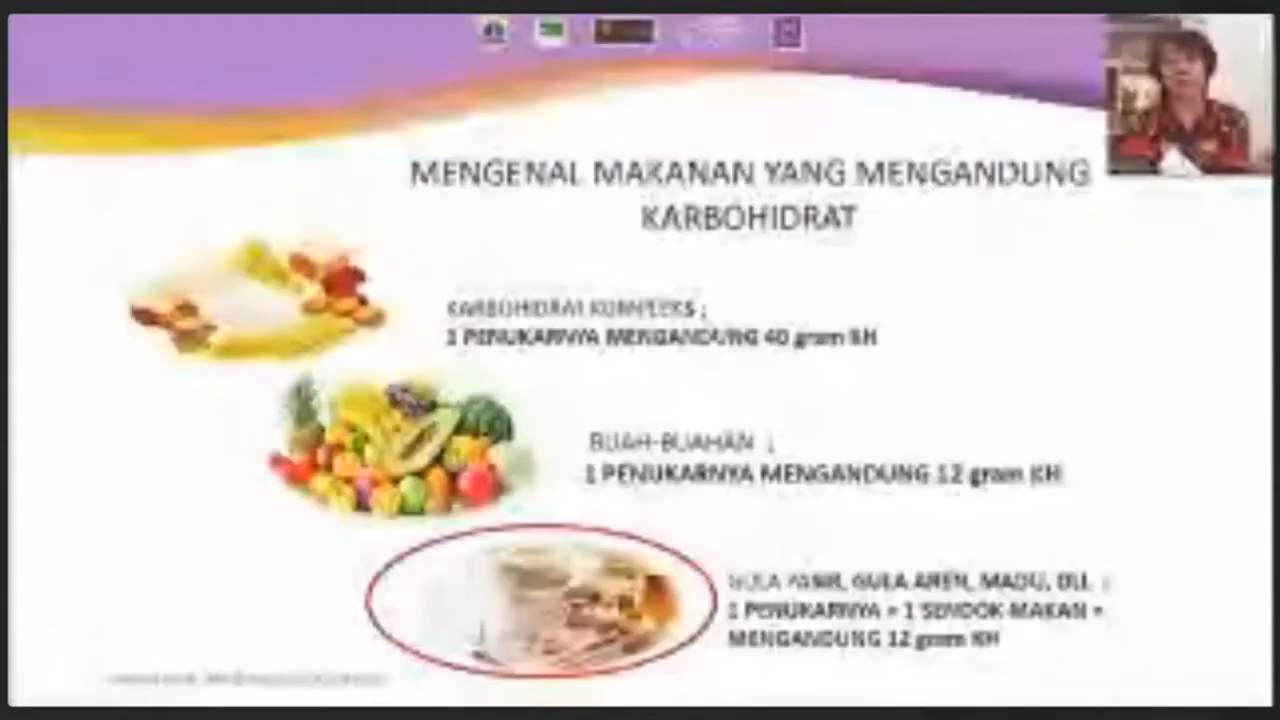 MENGENAL MAKANAN YANG MENGANDUNG
KARBOHIDRAT
KARBOHIDRAT KOMPLEKS ;
1 PENUKARNYA MENGANDUNG 40 gram KH
BUAH-BUAHAN ;
1 PENUKARNYA MENGANDUNG 12 gram KH
GULA PASIR, GULA AREN, MADU, DLL ;
1 PENUKARNYA = 1 SENDOK MAKAN =
MENGANDUNG 12 gram KH